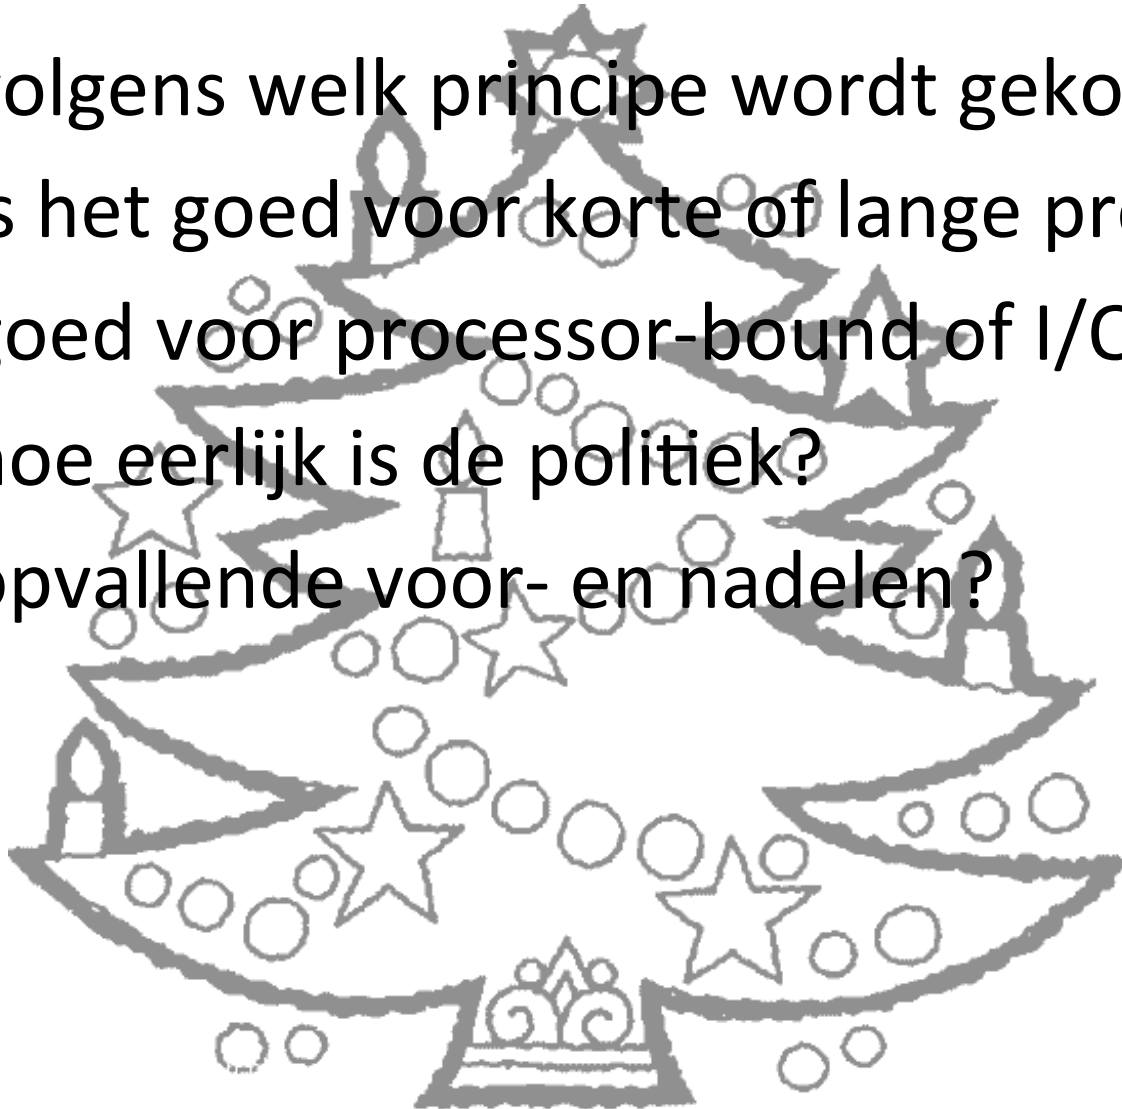 olgens welk principe wordt geko
s het goed voor korte of lange pro
goed voor processor-bound of I/O
hoe eerlijk is de politiek?
opvallende voor- en nadelen?